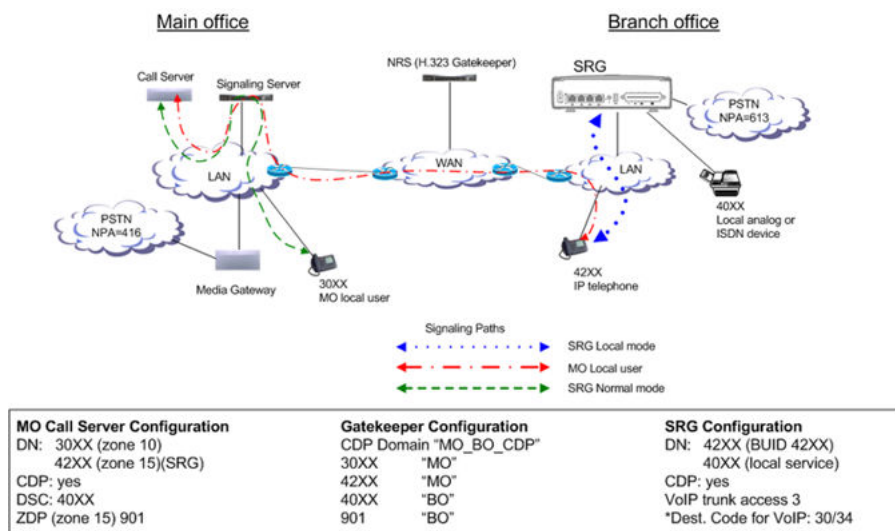 Main office
Branch office
Call Server
Signaling Server
NRS (H.323 Gatekeeper)
SRG
PSTN
NPA=613
LAN
WAN
LAN
PSTN
NPA=416
40XX
Local analog or
ISDN device
Media Gateway
30XX
MO local user
42XX
IP telephone
Signaling Paths
SRG Local mode
MO Local user
SRG Normal mode
MO Call Server Configuration
DN: 30XX (zone 10)
42XX (zone 15)(SRG)
CDP: yes
DSC: 40XX
ZDP (zone 15) 901
Gatekeeper Configuration
CDP Domain "MO_BO_CDP"
30XX "MO"
42XX "MO"
40XX "BO"
901 "BO"
SRG Configuration
DN: 42XX (BUID 42XX)
40XX (local service)
CDP: yes
VoIP trunk access 3
*Dest. Code for VoIP: 30/34